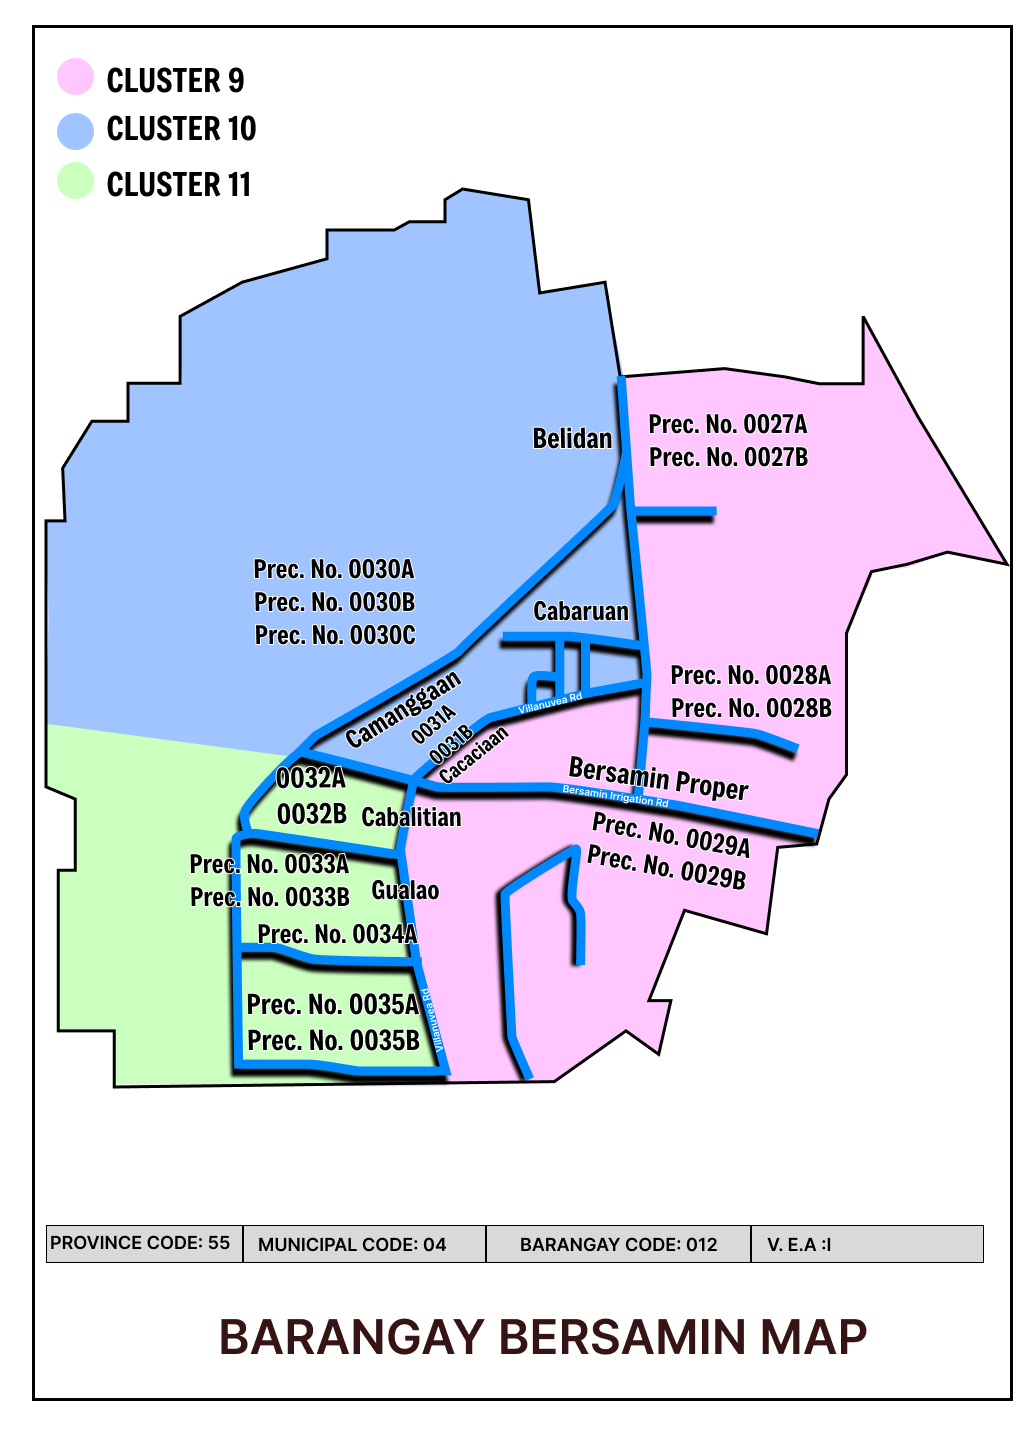 CLUSTER 9
CLUSTER 10
CLUSTER 11
Belidan
Prec. No. 0027A
Prec. No. 0027B
Prec. No. 0030A
Prec. No. 0030B
Prec. No. 0030C
Cabaruan
Prec. No. 0028A
Prec. No. 0028B
Villanuvea Rd
Camanggaan
0031A
0031B
Cacaciaan
Bersamin Proper
Bersamin Irrigation Rd
Prec. No. 0029A
Prec. No. 0029B
0032A
0032B
Cabalitian
Prec. No. 0033A
Prec. No. 0033B
Gualao
Prec. No. 0034A
Prec. No. 0035A
Prec. No. 0035B
Villanuvea Rd
PROVINCE CODE: 55
MUNICIPAL CODE: 04
BARANGAY CODE: 012
V. E.A :I
BARANGAY BERSAMIN MAP